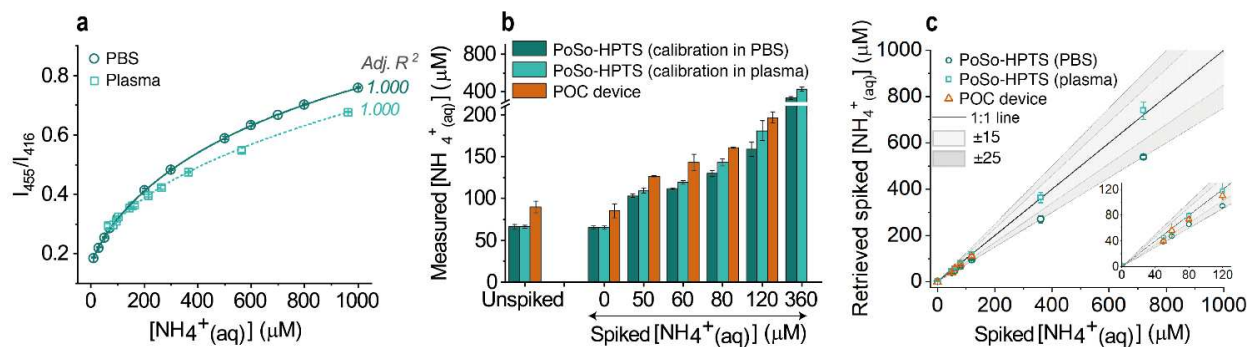 a
PBS
Plasma
Adj. R²
1.000
1.000
0.8
0.6
0.4
0.2
I₄₅₅/I₄₁₆
0 200 400 600 800 1000
[NH4⁺(aq)] (µM)
b
PoSo-HPTS (calibration in PBS)
PoSo-HPTS (calibration in plasma)
POC device
800
600
400
200
150
100
50
0
Measured [NH4⁺(aq)] (µM)
Unspiked 0 50 60 80 120 360
Spiked [NH4⁺(aq)] (µM)
c
PoSo-HPTS (PBS)
PoSo-HPTS (plasma)
POC device
1:1 line
±15
±25
1000
800
600
400
200
0
Retrieved spiked [NH4⁺(aq)] (µM)
120
80
40
0
0 40 80 120
0 200 400 600 800 1000
Spiked [NH4⁺(aq)] (µM)